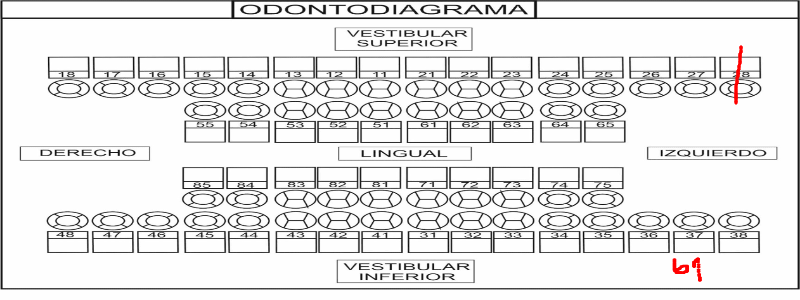 ODONTODIAGRAMA
VESTIBULAR
SUPERIOR
18 17 16 15 14 13 12 11 21 22 23 24 25 26 27 28
55 54 53 52 51 61 62 63 64 65
DERECHO LINGUAL IZQUIERDO
85 84 83 82 81 71 72 73 74 75
48 47 46 45 44 43 42 41 31 32 33 34 35 36 37 38
VESTIBULAR
INFERIOR